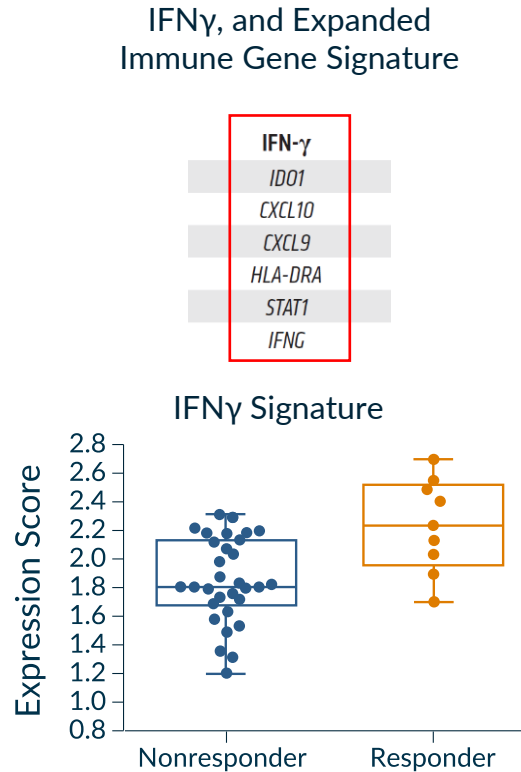 IFNγ, and Expanded
Immune Gene Signature
IFN-γ
IDO1
CXCL10
CXCL9
HLA-DRA
STAT1
IFNG
IFNγ Signature
Expression Score
2.8
2.6
2.4
2.2
2.0
1.8
1.6
1.4
1.2
1.0
0.8
Nonresponder Responder